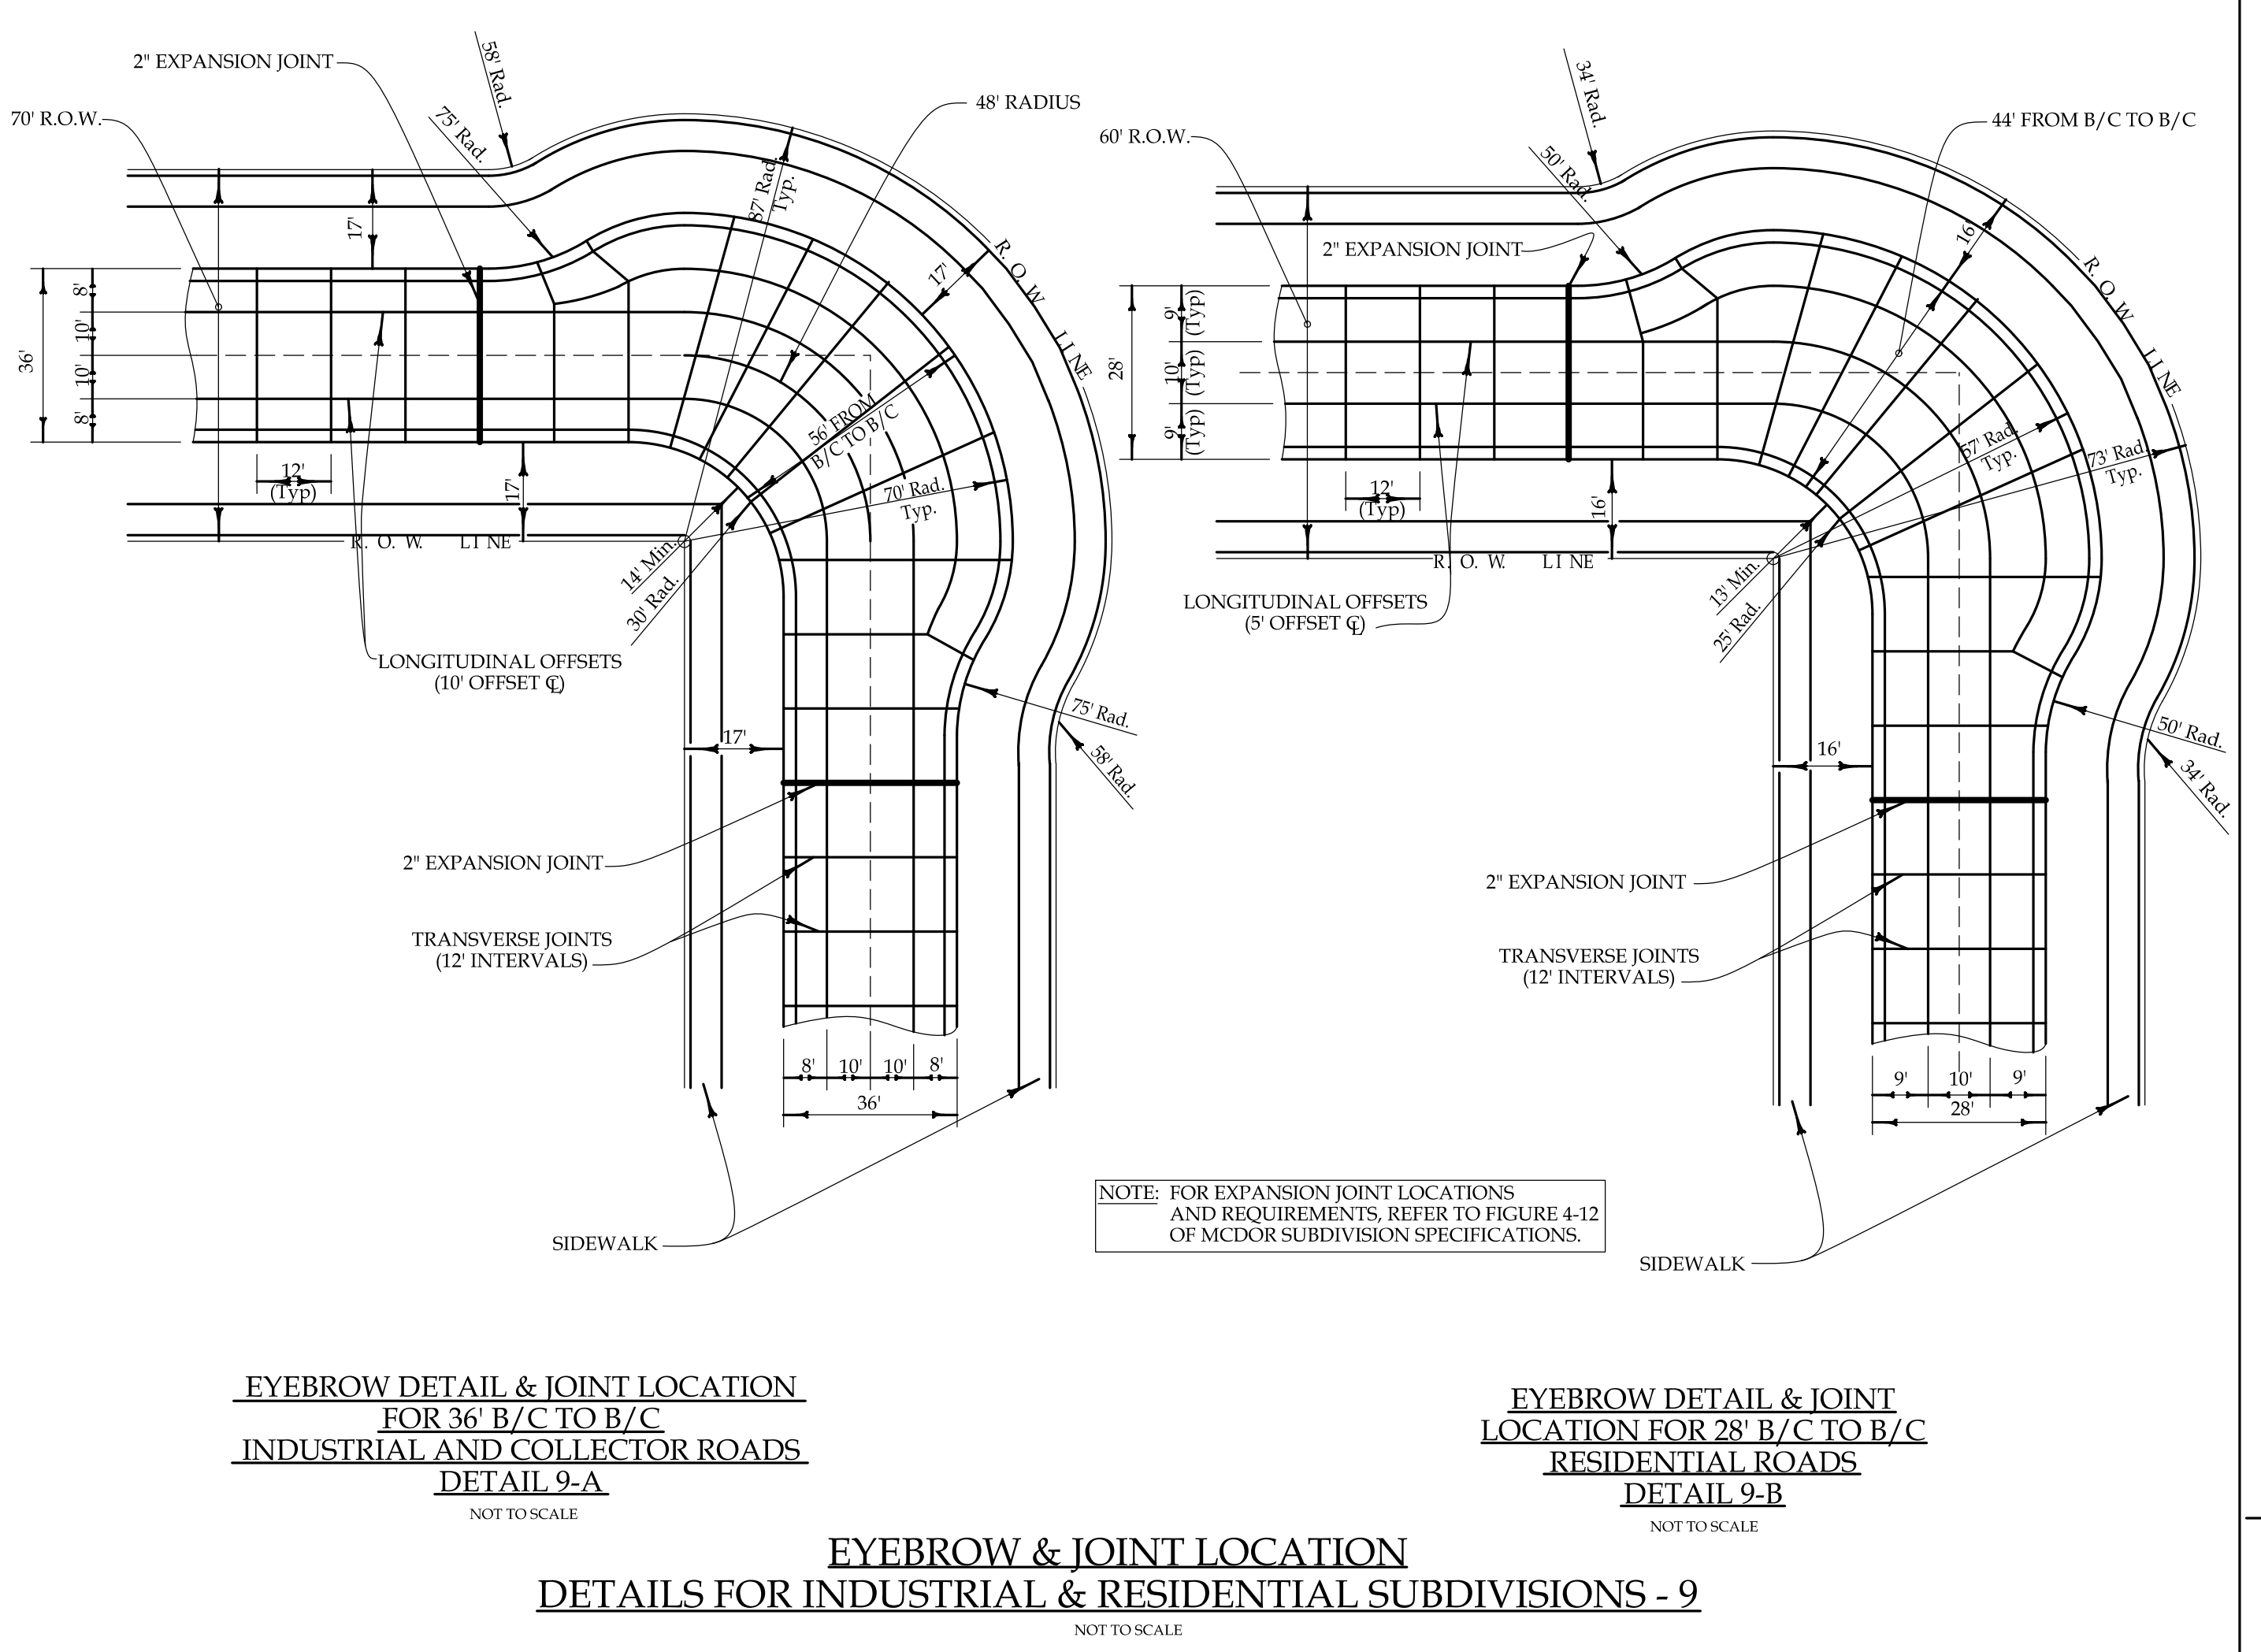 2" EXPANSION JOINT
70' R.O.W.
58' Rad.
75' Rad.
48' RADIUS
87' Rad.
Typ.
17'
17'
R. O. W LINE
8'
10'
10'
8'
36'
56' FROM
B/C TO B/C
70' Rad.
Typ.
12'
(Typ)
17'
R. O. W. LINE
14' Min.
30' Rad.
LONGITUDINAL OFFSETS
(10' OFFSET ℄)
75' Rad.
58' Rad.
17'
2" EXPANSION JOINT
TRANSVERSE JOINTS
(12' INTERVALS)
8' 10' 10' 8'
36'
SIDEWALK
EYEBROW DETAIL & JOINT LOCATION
FOR 36' B/C TO B/C
INDUSTRIAL AND COLLECTOR ROADS
DETAIL 9-A
NOT TO SCALE
34' Rad.
60' R.O.W.
50' Rad.
44' FROM B/C TO B/C
2" EXPANSION JOINT
16'
R. O. W LINE
9'
(Typ)
10'
(Typ)
9'
(Typ)
28'
57' Rad.
Typ.
73' Rad.
Typ.
12'
(Typ)
16'
R. O. W. LINE
13' Min.
25' Rad.
LONGITUDINAL OFFSETS
(5' OFFSET ℄)
50' Rad.
34' Rad.
16'
2" EXPANSION JOINT
TRANSVERSE JOINTS
(12' INTERVALS)
9' 10' 9'
28'
SIDEWALK
NOTE: FOR EXPANSION JOINT LOCATIONS
AND REQUIREMENTS, REFER TO FIGURE 4-12
OF MCDOR SUBDIVISION SPECIFICATIONS.
EYEBROW DETAIL & JOINT
LOCATION FOR 28' B/C TO B/C
RESIDENTIAL ROADS
DETAIL 9-B
NOT TO SCALE
EYEBROW & JOINT LOCATION
DETAILS FOR INDUSTRIAL & RESIDENTIAL SUBDIVISIONS - 9
NOT TO SCALE